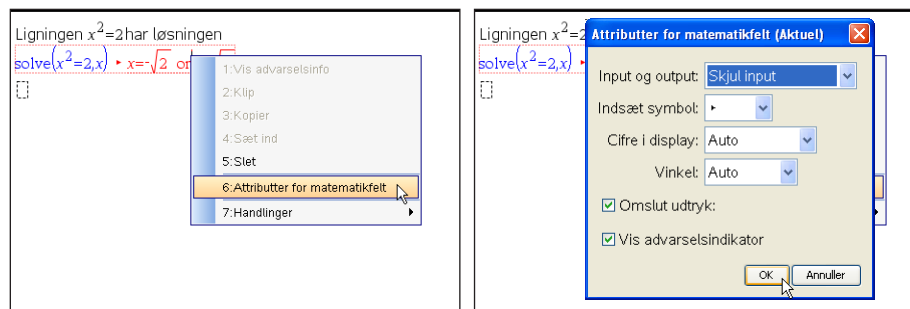 Ligningen x²=2har løsningen
solve(x²=2,x) ▸ x=-√2 or
1:Vis advarselsinfo
2:Klip
3:Kopier
4:Sæt ind
5:Slet
6:Attributter for matematikfelt
7:Handlinger
Ligningen x²=2
solve(x²=2,x) ▸
Attributter for matematikfelt (Aktuel)
Input og output: Skjul input
Indsæt symbol: ▸
Cifre i display: Auto
Vinkel: Auto
Omslut udtryk:
Vis advarselsindikator
OK Annuller